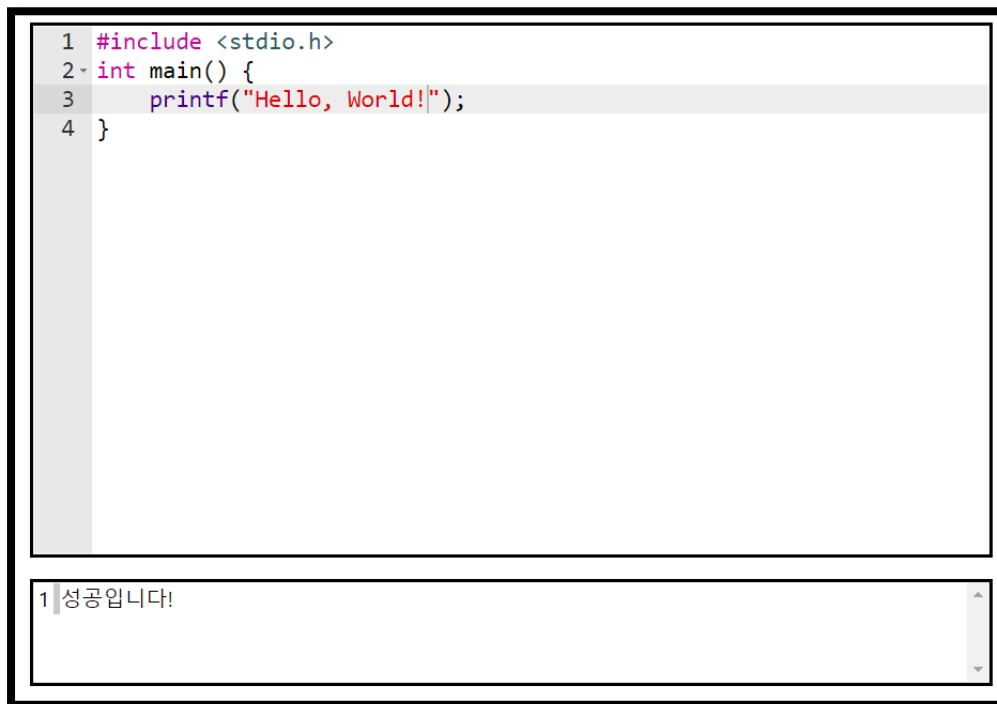 1 #include <stdio.h>
2 int main() {
3     printf("Hello, World!");
4 }
1 성공입니다!